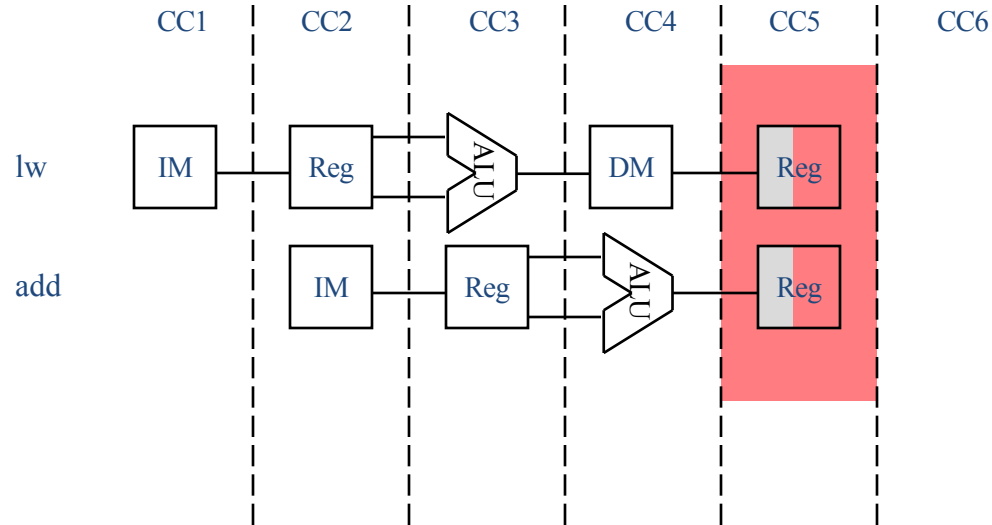 CC1 CC2 CC3 CC4 CC5 CC6
lw IM Reg ALU DM Reg
add IM Reg ALU Reg